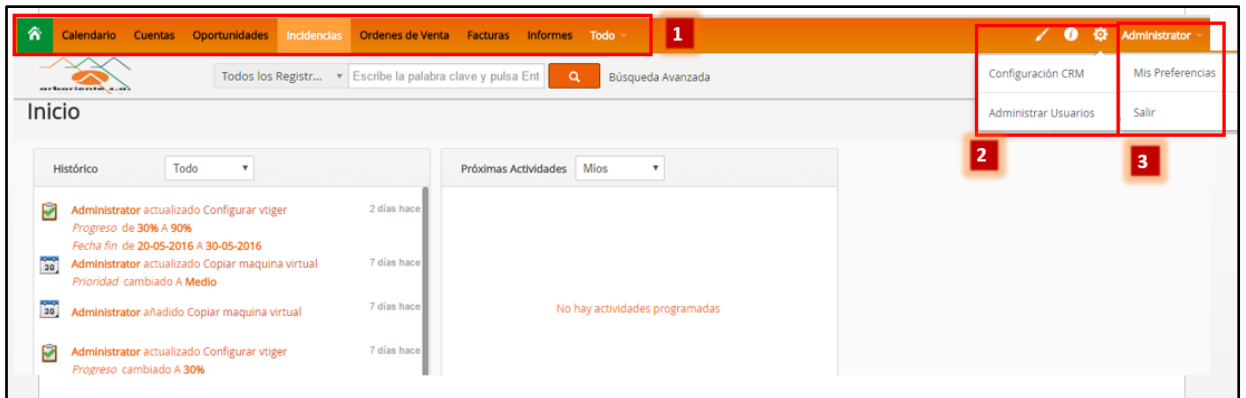 Calendario Cuentas Oportunidades Incidencias Ordenes de Venta Facturas Informes Todo 1 Administrator
arboriente s.a. Todos los Registr... Escribe la palabra clave y pulsa Ent Búsqueda Avanzada Configuración CRM Mis Preferencias
Inicio Administrar Usuarios Salir
2 3
Histórico Todo Próximas Actividades Mios
Administrator actualizado Configurar vtiger 2 días hace
Progreso de 30% A 90%
Fecha fin de 20-05-2016 A 30-05-2016
30 Administrator actualizado Copiar maquina virtual 7 días hace
Prioridad cambiado A Medio
30 Administrator añadido Copiar maquina virtual 7 días hace No hay actividades programadas
Administrator actualizado Configurar vtiger 7 días hace
Progreso cambiado A 30%